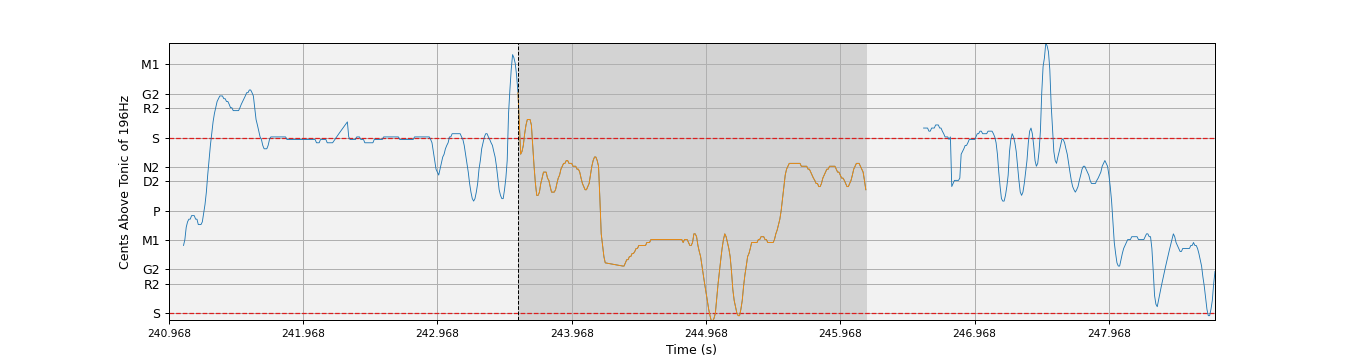 Cents Above Tonic of 196Hz
M1
G2
R2
S
N2
D2
P
M1
G2
R2
S
240.968 241.968 242.968 243.968 244.968 245.968 246.968 247.968
Time (s)